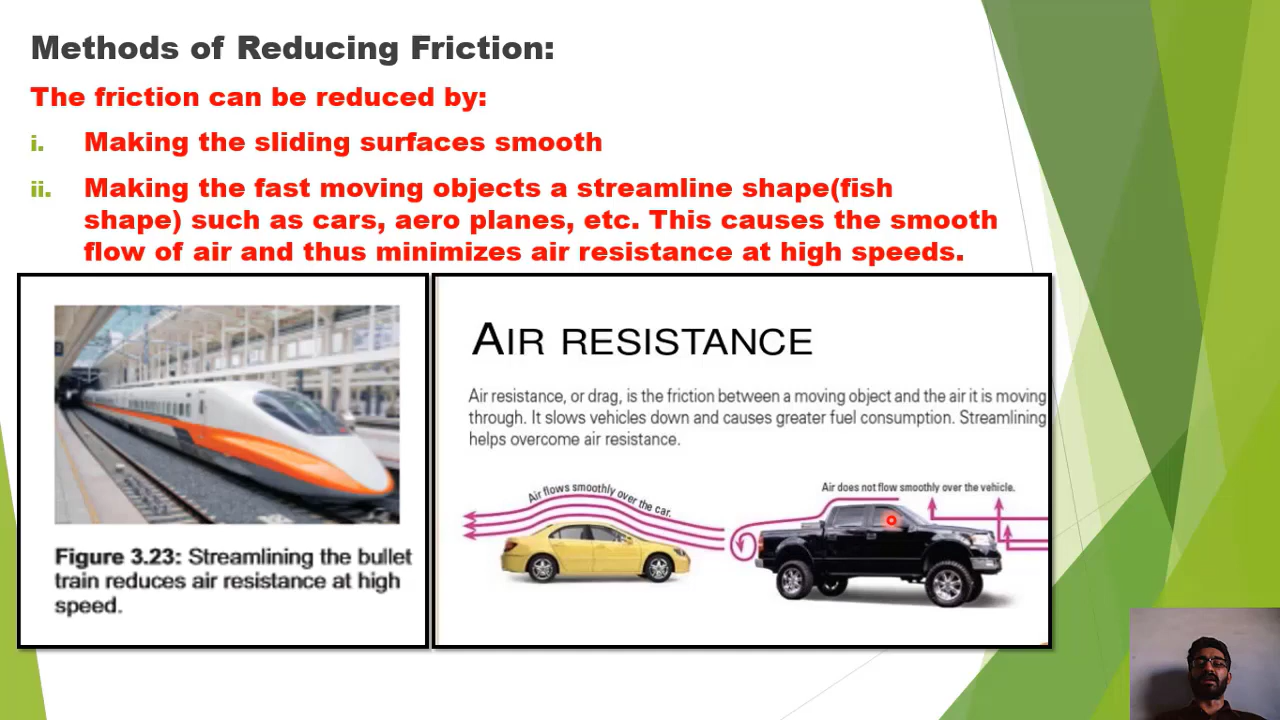 Methods of Reducing Friction:
The friction can be reduced by:
i. Making the sliding surfaces smooth
ii. Making the fast moving objects a streamline shape(fish
shape) such as cars, aero planes, etc. This causes the smooth
flow of air and thus minimizes air resistance at high speeds.
Figure 3.23: Streamlining the bullet
train reduces air resistance at high
speed.
AIR RESISTANCE
Air resistance, or drag, is the friction between a moving object and the air it is moving
through. It slows vehicles down and causes greater fuel consumption. Streamlining
helps overcome air resistance.
Air flows smoothly over the car.
Air does not flow smoothly over the vehicle.